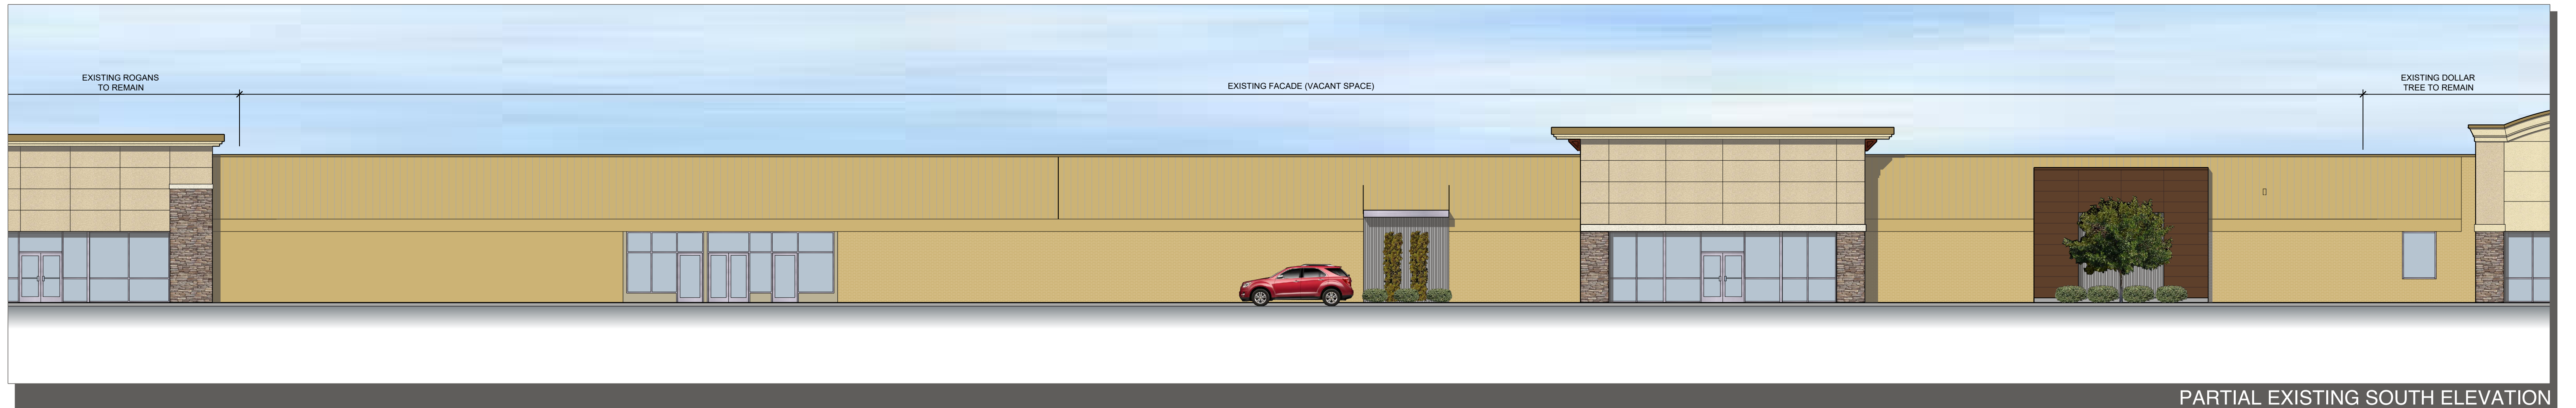 EXISTING ROGANS
TO REMAIN
EXISTING FACADE (VACANT SPACE)
EXISTING DOLLAR
TREE TO REMAIN
PARTIAL EXISTING SOUTH ELEVATION